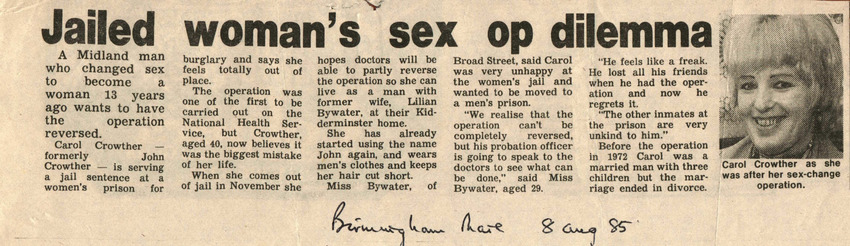 Jailed woman's sex op dilemma
A Midland man
who changed sex
to become a
woman 13 years
ago wants to have
the operation
reversed.
Carol Crowther —
formerly John
Crowther — is serving
a jail sentence at a
women's prison for
burglary and says she
feels totally out of
place.
The operation was
one of the first to be
carried out on the
National Health Ser-
vice, but Crowther,
aged 40, now believes it
was the biggest mistake
of her life.
When she comes out
of jail in November she
hopes doctors will be
able to partly reverse
the operation so she can
live as a man with
former wife, Lilian
Bywater, at their Kid-
derminster home.
She has already
started using the name
John again, and wears
men's clothes and keeps
her hair cut short.
Miss Bywater, of
Broad Street, said Carol
was very unhappy at
the women's jail and
wanted to be moved to
a men's prison.
"We realise that the
operation can't be
completely reversed,
but his probation officer
is going to speak to the
doctors to see what can
be done," said Miss
Bywater, aged 29.
"He feels like a freak.
He lost all his friends
when he had the oper-
ation and now he
regrets it.
"The other inmates at
the prison are very
unkind to him."
Before the operation
in 1972 Carol was a
married man with three
children but the mar-
riage ended in divorce.
Carol Crowther as she
was after her sex-change
operation.
Birmingham 8 Aug 85